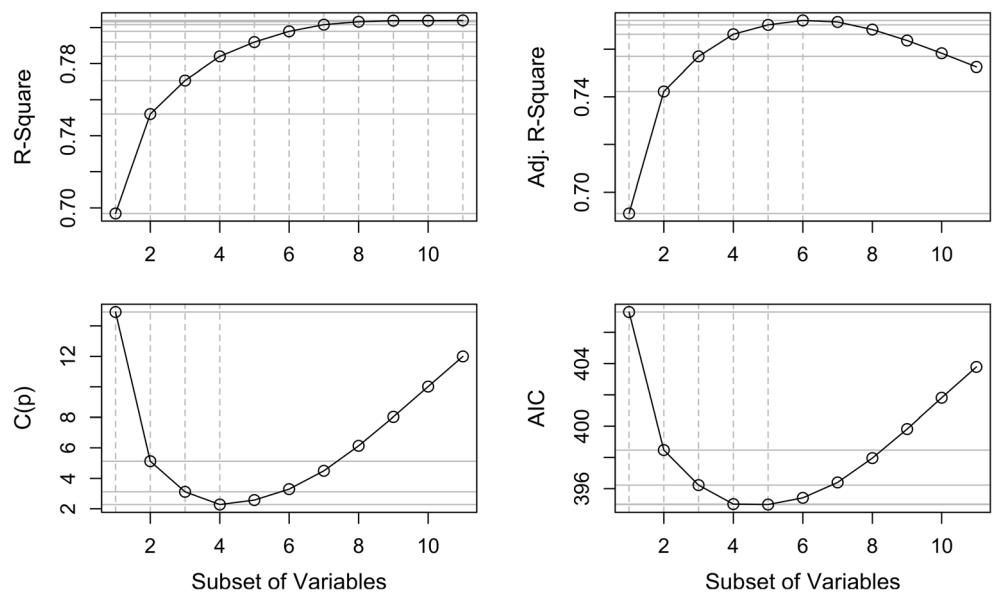 R-Square
0.70 0.74 0.78
2 4 6 8 10
Adj. R-Square
0.70 0.74
2 4 6 8 10
C(p)
2 4 6 8 12
2 4 6 8 10
Subset of Variables
AIC
396 400 404
2 4 6 8 10
Subset of Variables